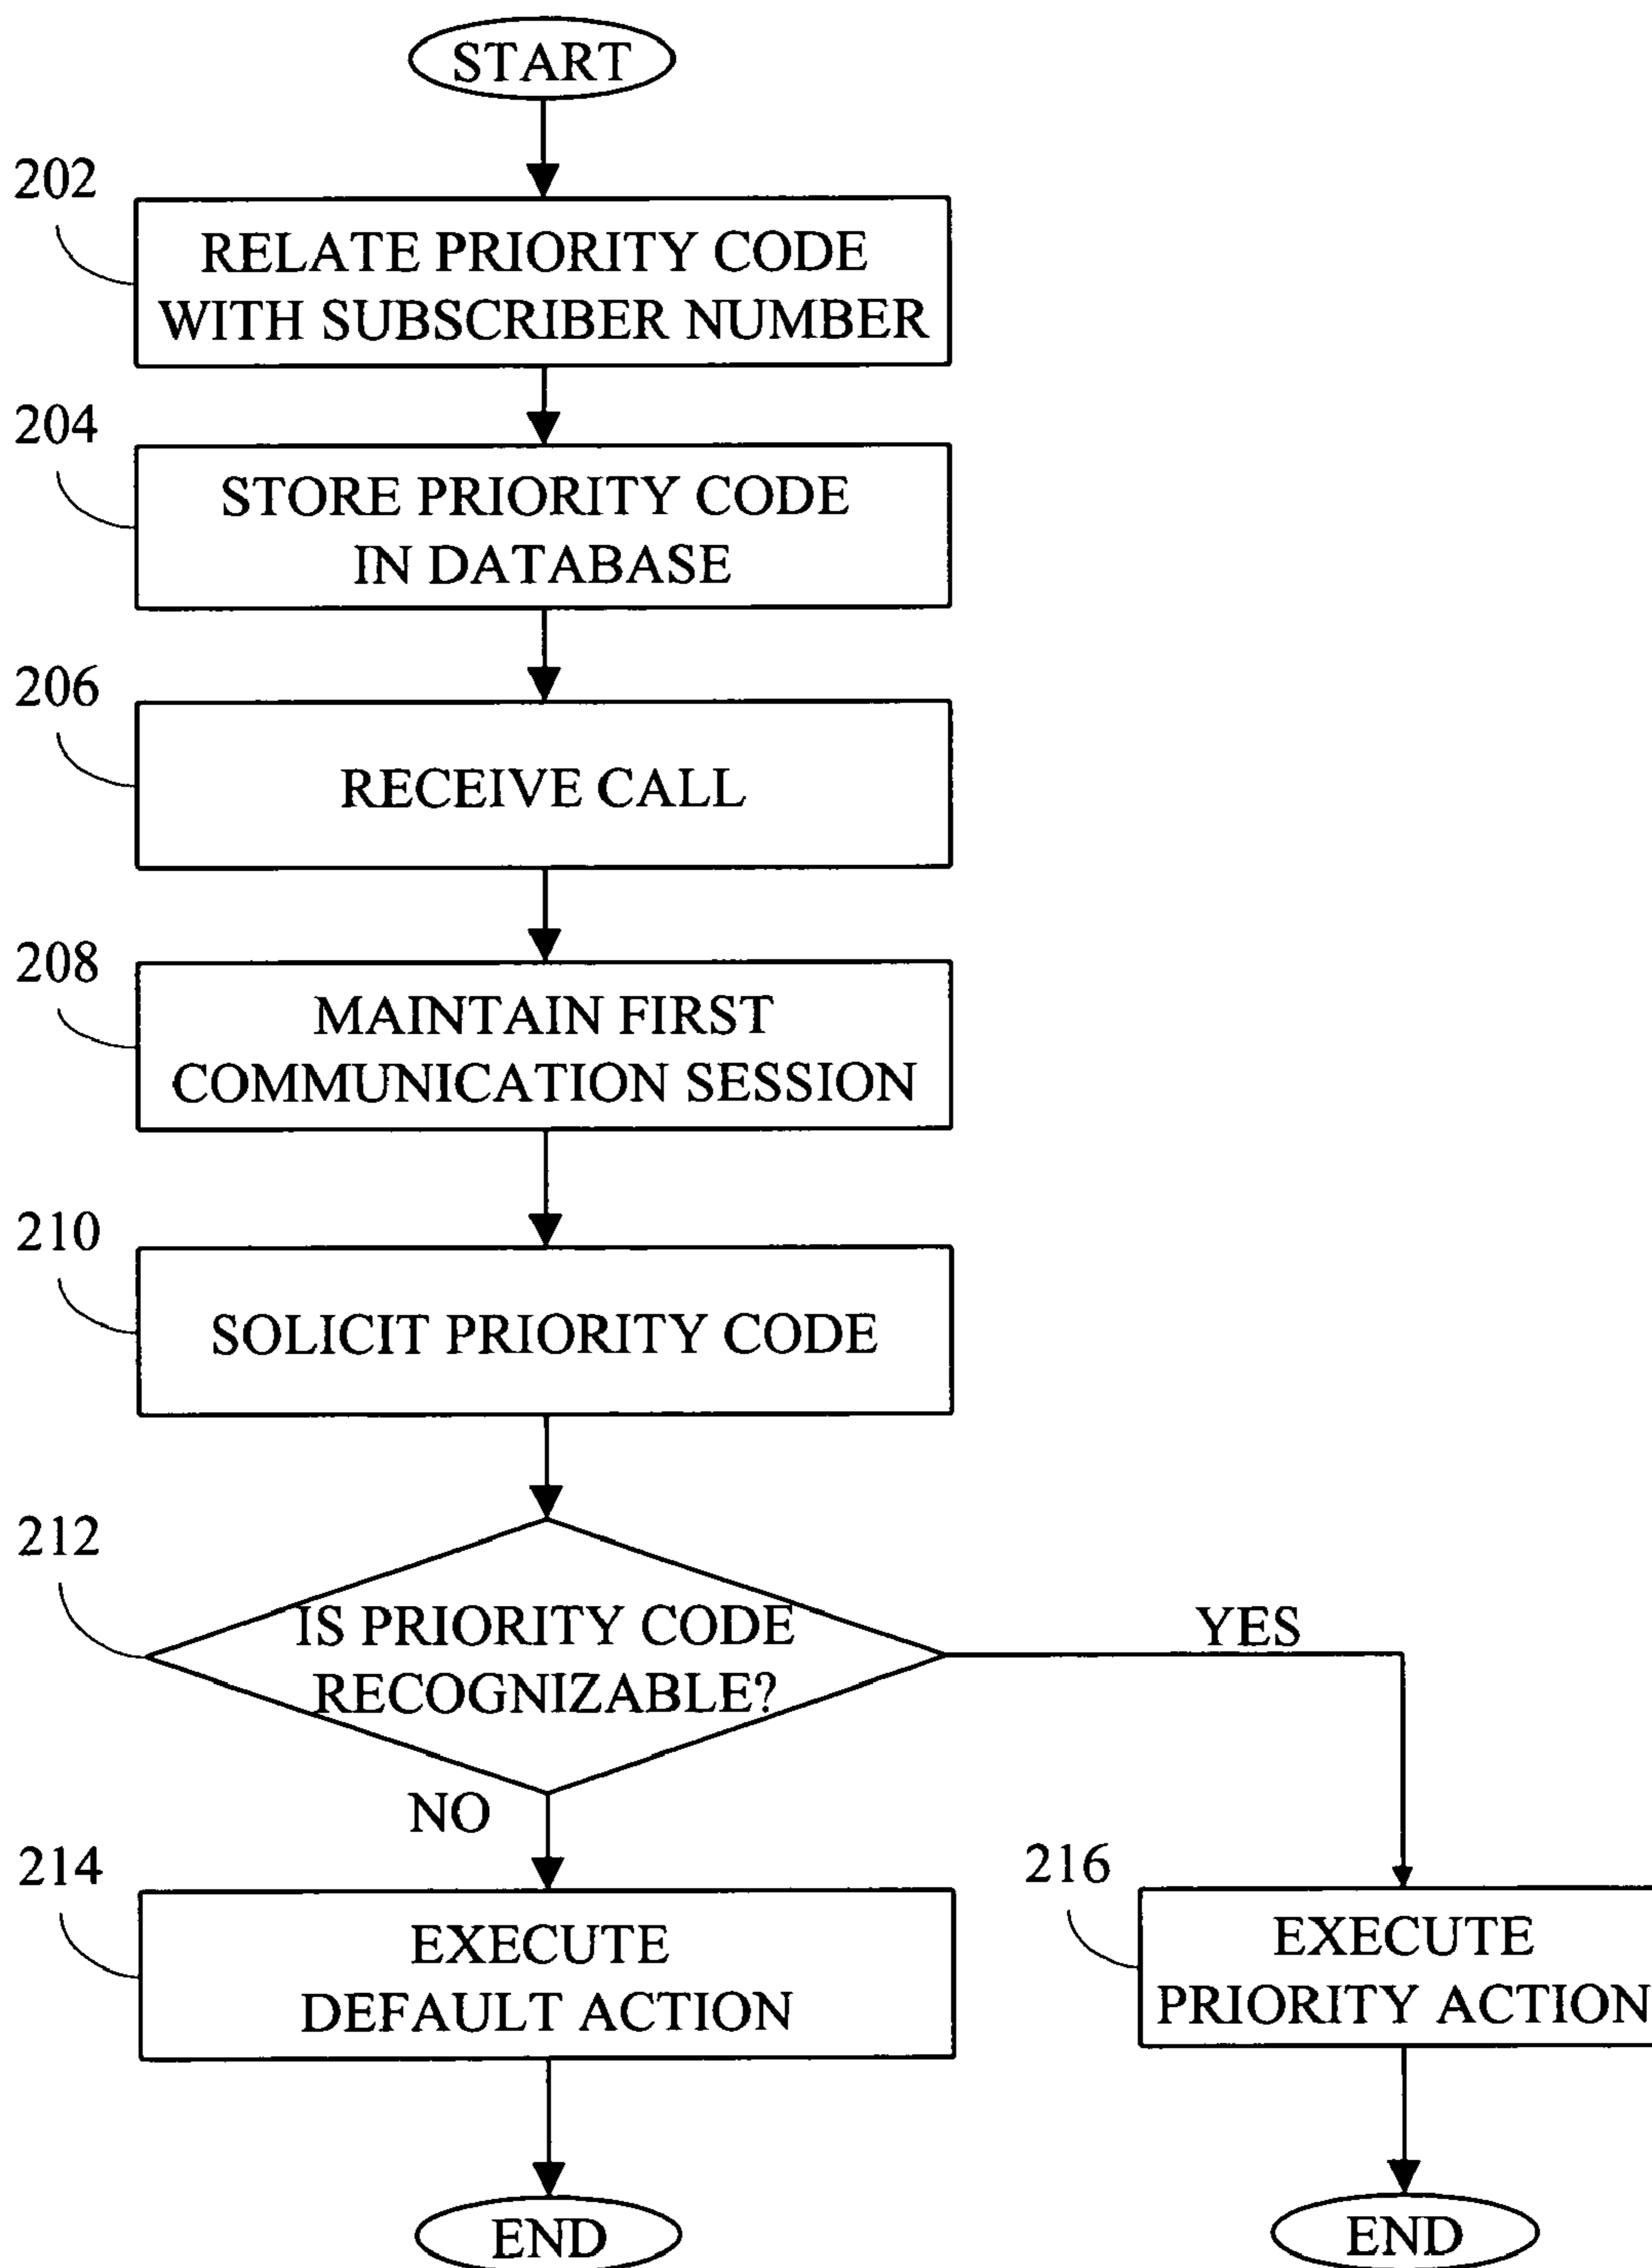 START
202
RELATE PRIORITY CODE
WITH SUBSCRIBER NUMBER
204
STORE PRIORITY CODE
IN DATABASE
206
RECEIVE CALL
208
MAINTAIN FIRST
COMMUNICATION SESSION
210
SOLICIT PRIORITY CODE
212
IS PRIORITY CODE
RECOGNIZABLE?
YES
NO
214
EXECUTE
DEFAULT ACTION
216
EXECUTE
PRIORITY ACTION
END
END